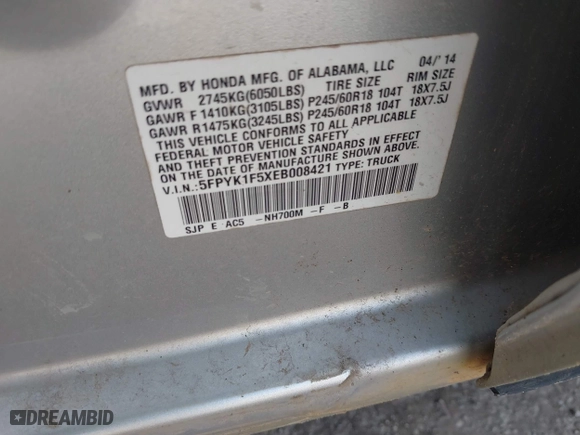 MFD. BY HONDA MFG. OF ALABAMA, LLC 04/'14
GVWR 2745KG(6050LBS) TIRE SIZE RIM SIZE
GAWR F 1410KG(3105LBS) P245/60R18 104T 18X7.5J
GAWR R1475KG(3245LBS) P245/60R18 104T 18X7.5J
THIS VEHICLE CONFORMS TO ALL APPLICABLE
FEDERAL MOTOR VEHICLE SAFETY
AND THEFT PREVENTION STANDARDS IN EFFECT
ON THE DATE OF MANUFACTURE SHOWN ABOVE.
V.I.N.:5FPYK1F5XEB008421 TYPE: TRUCK
SJP E AC5 -NH700M -F -B
DREAMBID